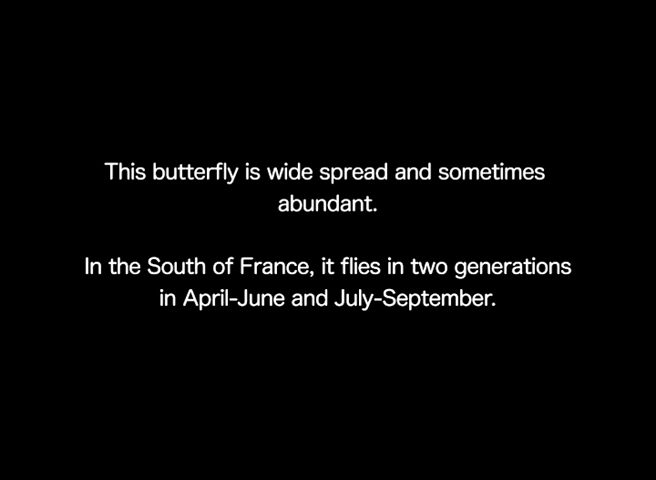 This butterfly is wide spread and sometimes
abundant.
In the South of France, it flies in two generations
in April-June and July-September.